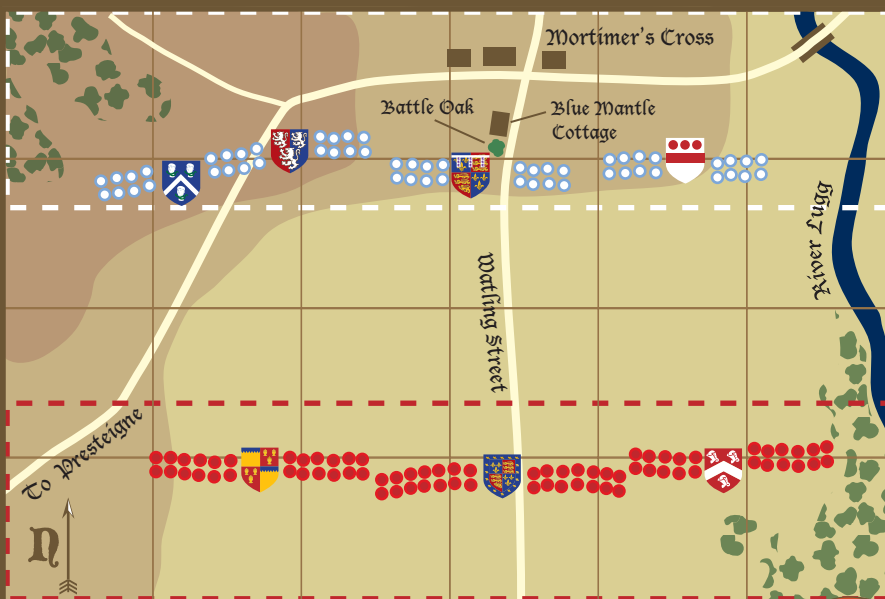 Mortimer's Cross
Battle Oak
Blue Mantle
Cottage
River Lugg
Watling Street
To Presteigne
N